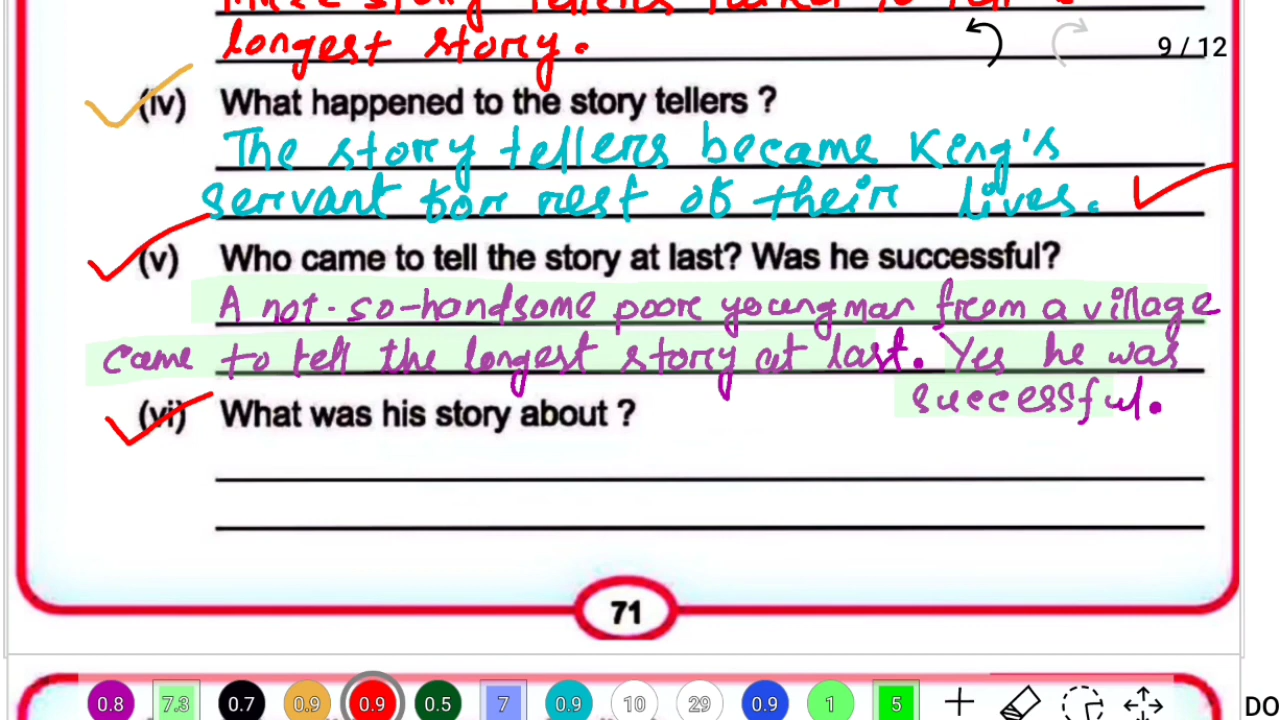 longest story.
9 / 12
(iv) What happened to the story tellers ?
The story tellers became King's
servant for rest of their lives.
(v) Who came to tell the story at last? Was he successful?
A not-so-handsome poor young man from a village
came to tell the longest story at last. Yes he was
successful.
(vi) What was his story about ?
71
0.8 7.3 0.7 0.9 0.9 0.5 7 0.9 10 29 0.9 1 5
DO